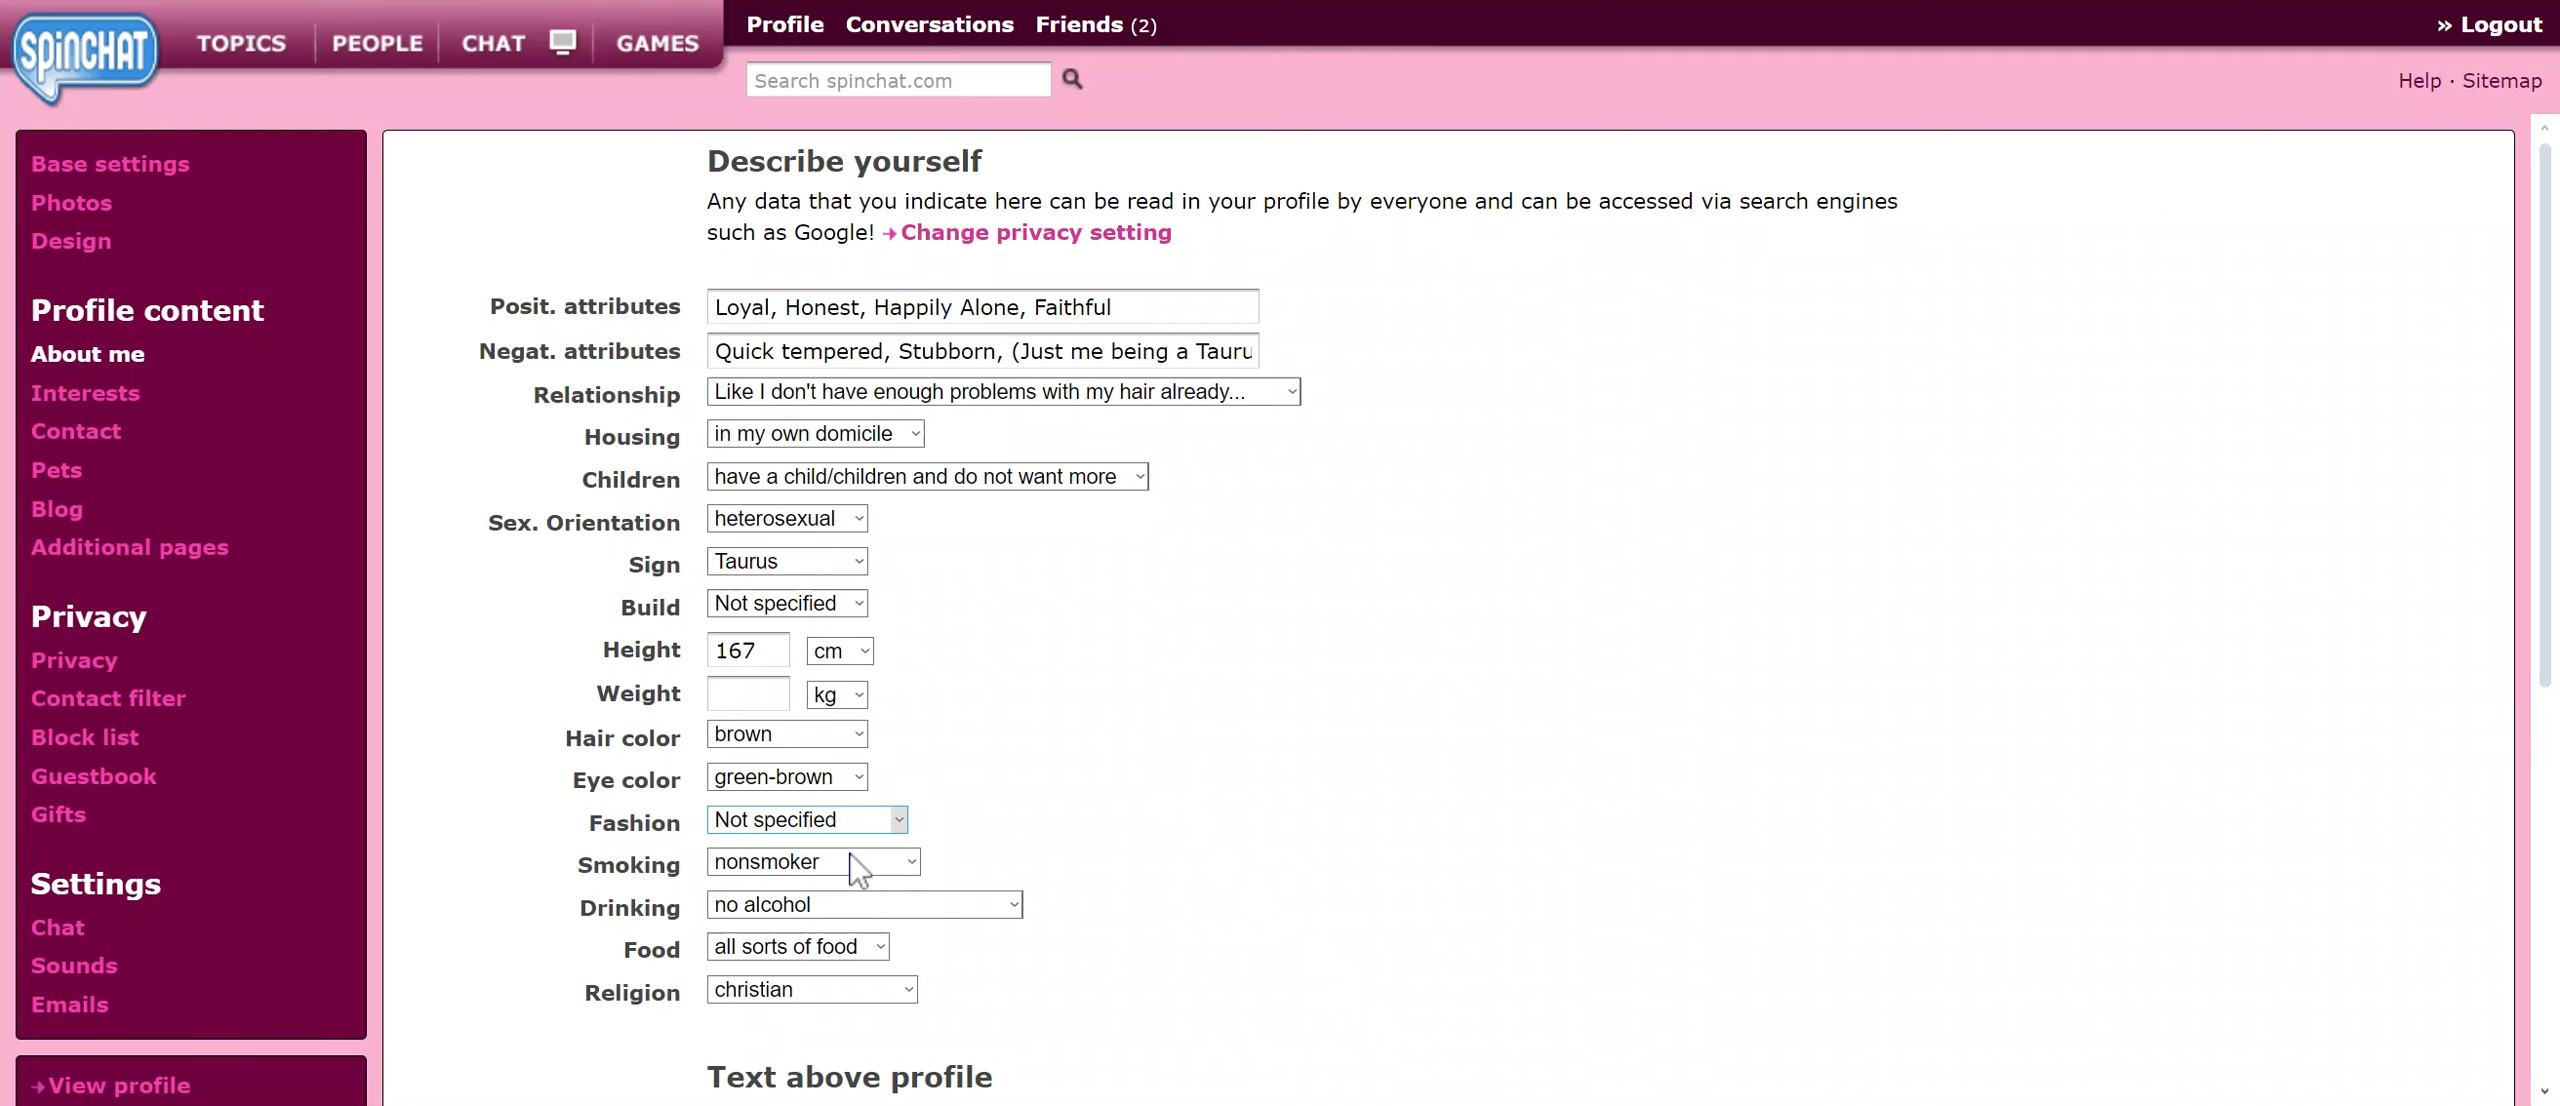 SPINCHAT
TOPICS
PEOPLE
CHAT
GAMES
Profile Conversations Friends (2)
» Logout
Search spinchat.com
Help · Sitemap
Base settings
Photos
Design
Profile content
About me
Interests
Contact
Pets
Blog
Additional pages
Privacy
Privacy
Contact filter
Block list
Guestbook
Gifts
Settings
Chat
Sounds
Emails
View profile
Describe yourself
Any data that you indicate here can be read in your profile by everyone and can be accessed via search engines
such as Google! Change privacy setting
Posit. attributes Loyal, Honest, Happily Alone, Faithful
Negat. attributes Quick tempered, Stubborn, (Just me being a Tauru
Relationship Like I don't have enough problems with my hair already...
Housing in my own domicile
Children have a child/children and do not want more
Sex. Orientation heterosexual
Sign Taurus
Build Not specified
Height 167 cm
Weight kg
Hair color brown
Eye color green-brown
Fashion Not specified
Smoking nonsmoker
Drinking no alcohol
Food all sorts of food
Religion christian
Text above profile